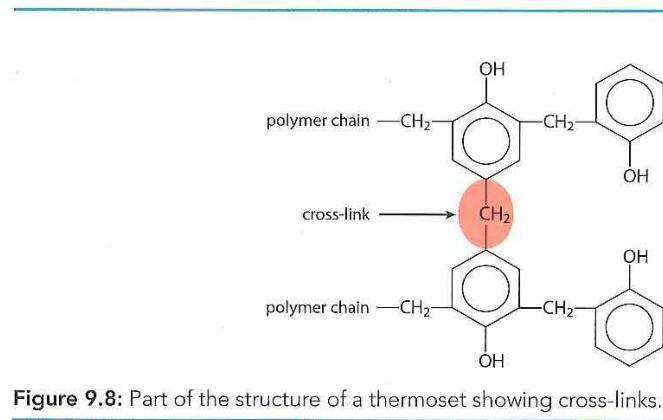 OH
polymer chain —CH₂ —CH₂—
OH
cross-link CH₂
OH
polymer chain —CH₂ —CH₂—
OH
Figure 9.8: Part of the structure of a thermoset showing cross-links.